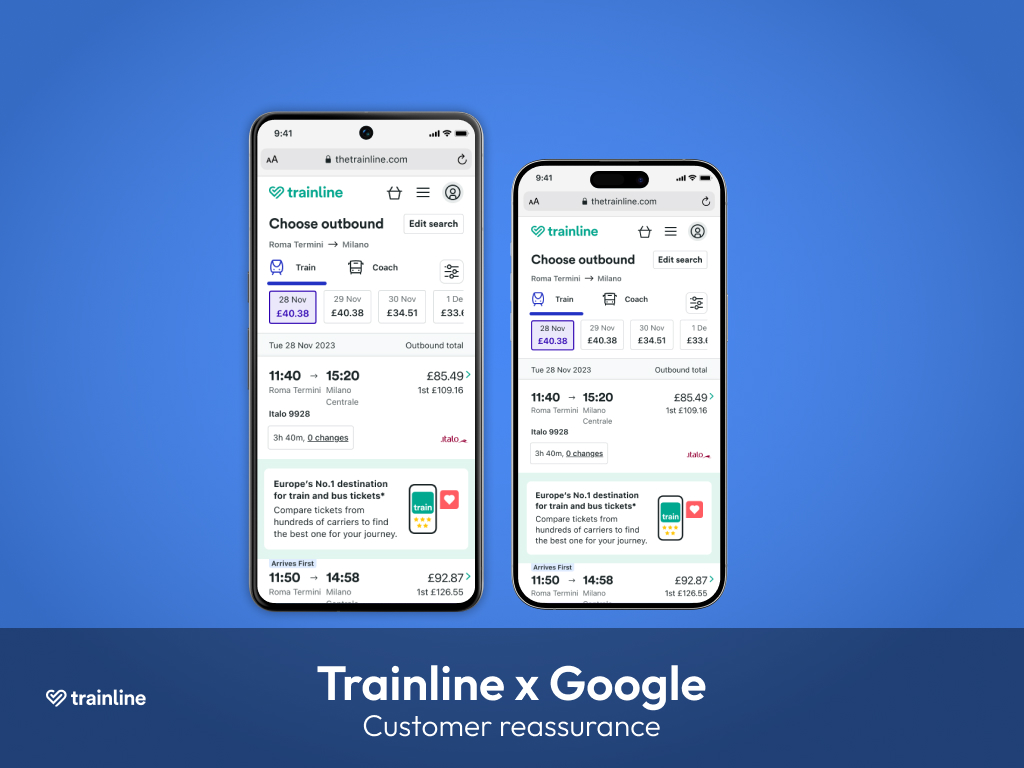 9:41
AA thetrainline.com
trainline
Choose outbound Edit search
Roma Termini → Milano
Train Coach
28 Nov 29 Nov 30 Nov 1 De
£40.38 £40.38 £34.51 £33.
Tue 28 Nov 2023 Outbound total
11:40 → 15:20 £85.49
Roma Termini Milano 1st £109.16
Centrale
Italo 9928
3h 40m, 0 changes italo
Europe's No.1 destination
for train and bus tickets*
Compare tickets from
hundreds of carriers to find
the best one for your journey.
train
Arrives First
11:50 → 14:58 £92.87
Roma Termini Milano 1st £126.55
9:41
AA thetrainline.com
trainline
Choose outbound Edit search
Roma Termini → Milano
Train Coach
28 Nov 29 Nov 30 Nov 1 De
£40.38 £40.38 £34.51 £33.
Tue 28 Nov 2023 Outbound total
11:40 → 15:20 £85.49
Roma Termini Milano 1st £109.16
Centrale
Italo 9928
3h 40m, 0 changes italo
Europe's No.1 destination
for train and bus tickets*
Compare tickets from
hundreds of carriers to find
the best one for your journey.
train
Arrives First
11:50 → 14:58 £92.87
Roma Termini Milano 1st £126.55
trainline
Trainline x Google
Customer reassurance